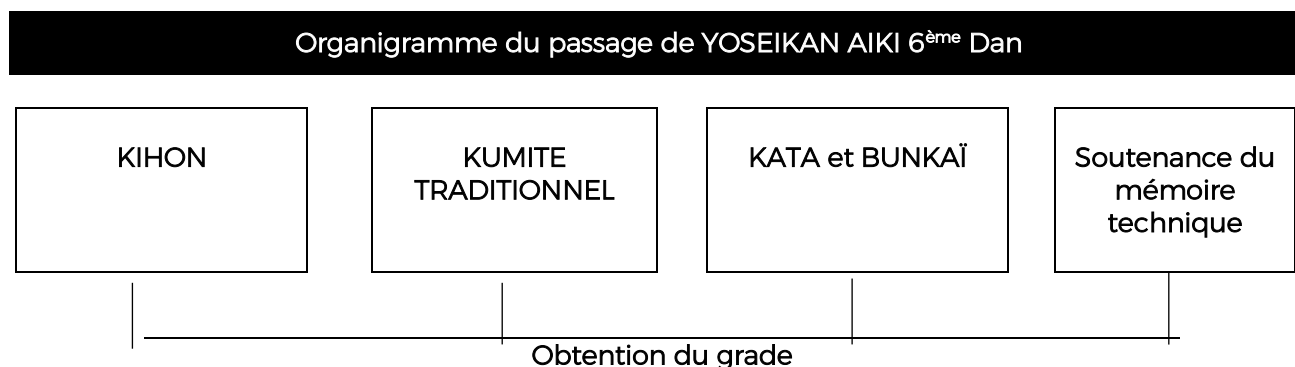 Organigramme du passage de YOSEIKAN AIKI 6ème Dan
KIHON
KUMITE
TRADITIONNEL
KATA et BUNKAÏ
Soutenance du
mémoire
technique
Obtention du grade